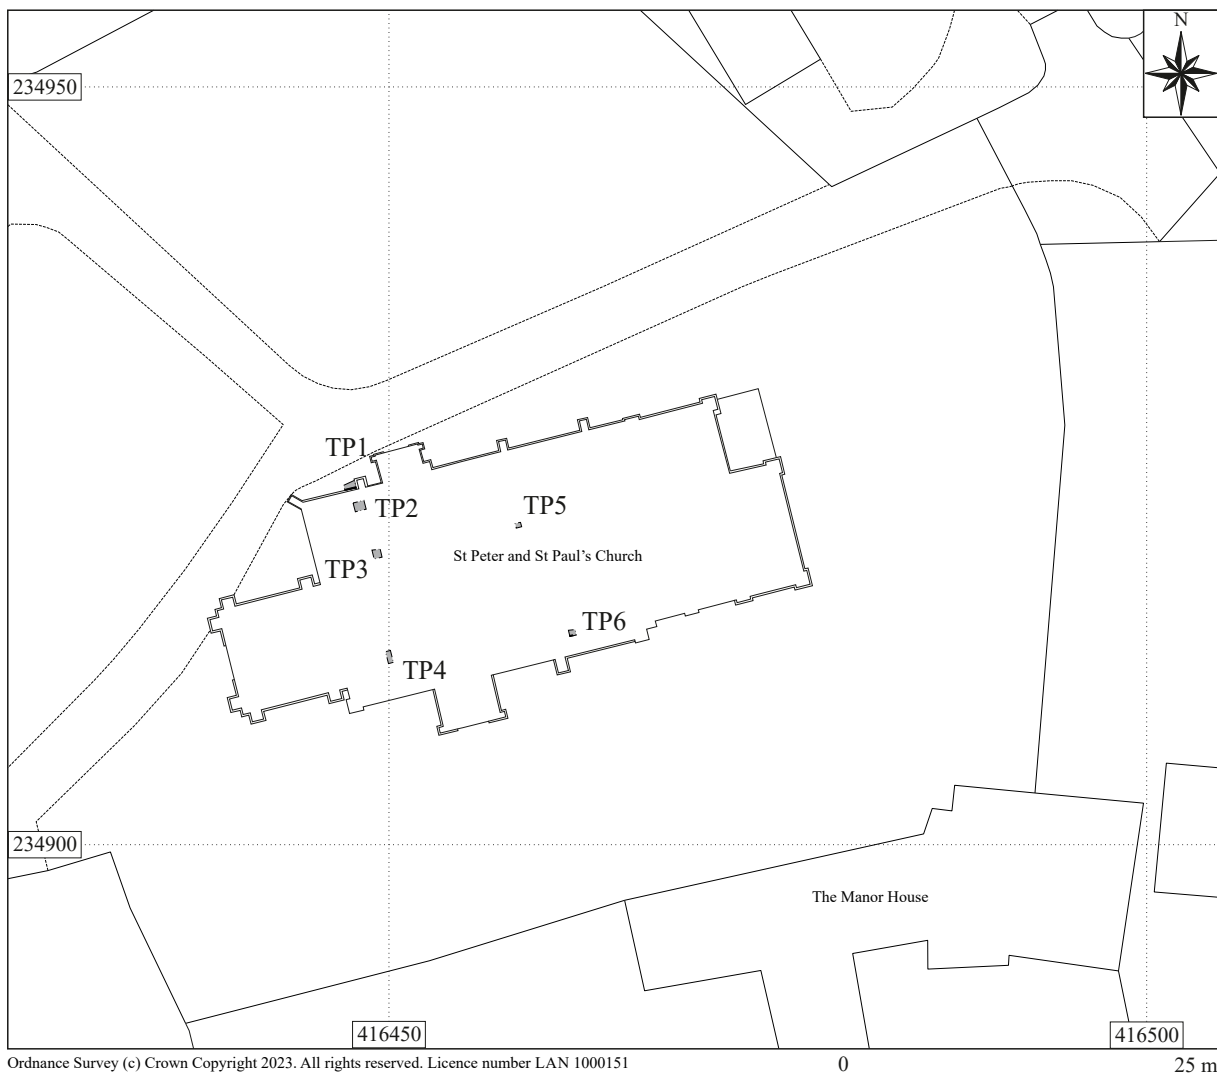 N
234950
TP1
TP2
TP5
St Peter and St Paul's Church
TP3
TP6
TP4
234900
The Manor House
416450
416500
Ordnance Survey (c) Crown Copyright 2023. All rights reserved. Licence number LAN 1000151
0
25 m